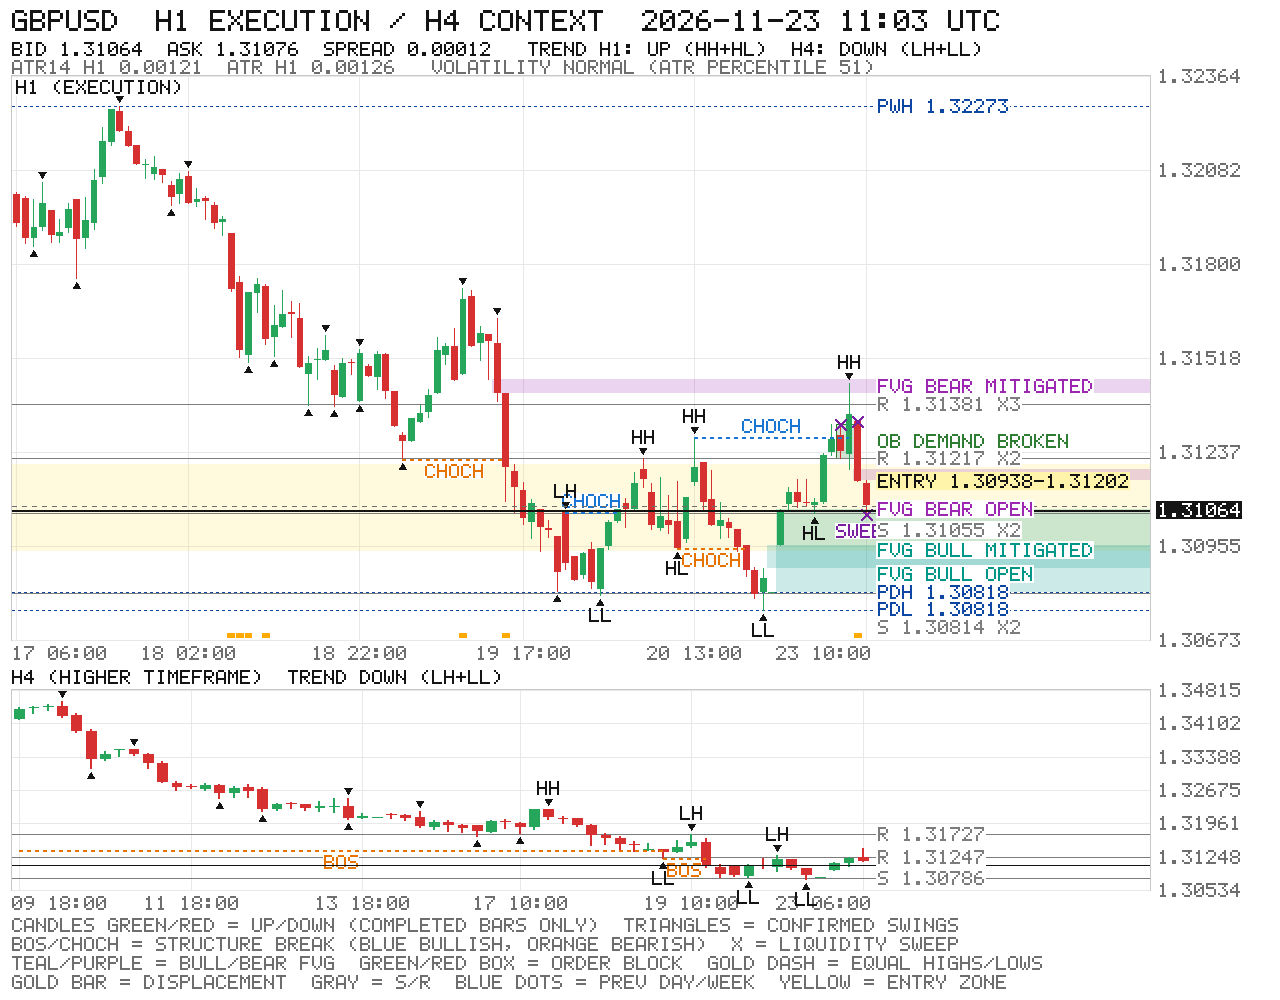 GBPUSD  H1 EXECUTION / H4 CONTEXT  2026-11-23 11:03 UTC
BID 1.31064  ASK 1.31076  SPREAD 0.00012  TREND H1: UP (HH+HL)  H4: DOWN (LH+LL)
ATR14 H1 0.00121  ATR H1 0.00126  VOLATILITY NORMAL (ATR PERCENTILE 51)
H1 (EXECUTION)
1.32364
PWH 1.32273
1.32082
1.31800
1.31518
HH
FVG BEAR MITIGATED
R 1.31381 X3
HH
CHOCH
HH
OB DEMAND BROKEN
1.31237
R 1.31217 X2
CHOCH
ENTRY 1.30938-1.31202
LH
CHOCH
FVG BEAR OPEN
1.31064
HL
SWEE
S 1.31055 X2
1.30955
FVG BULL MITIGATED
CHOCH
HL
FVG BULL OPEN
PDH 1.30818
PDL 1.30818
LL
S 1.30814 X2
LL
1.30673
17 06:00
18 02:00
18 22:00
19 17:00
20 13:00
23 10:00
H4 (HIGHER TIMEFRAME)  TREND DOWN (LH+LL)
1.34815
1.34102
1.33388
HH
1.32675
LH
1.31961
LH
R 1.31727
BOS
R 1.31247
1.31248
BOS
LL
S 1.30786
1.30534
LL
LL
09 18:00
11 18:00
13 18:00
17 10:00
19 10:00
23 06:00
CANDLES GREEN/RED = UP/DOWN (COMPLETED BARS ONLY)  TRIANGLES = CONFIRMED SWINGS
BOS/CHOCH = STRUCTURE BREAK (BLUE BULLISH, ORANGE BEARISH)  X = LIQUIDITY SWEEP
TEAL/PURPLE = BULL/BEAR FVG  GREEN/RED BOX = ORDER BLOCK  GOLD DASH = EQUAL HIGHS/LOWS
GOLD BAR = DISPLACEMENT  GRAY = S/R  BLUE DOTS = PREV DAY/WEEK  YELLOW = ENTRY ZONE